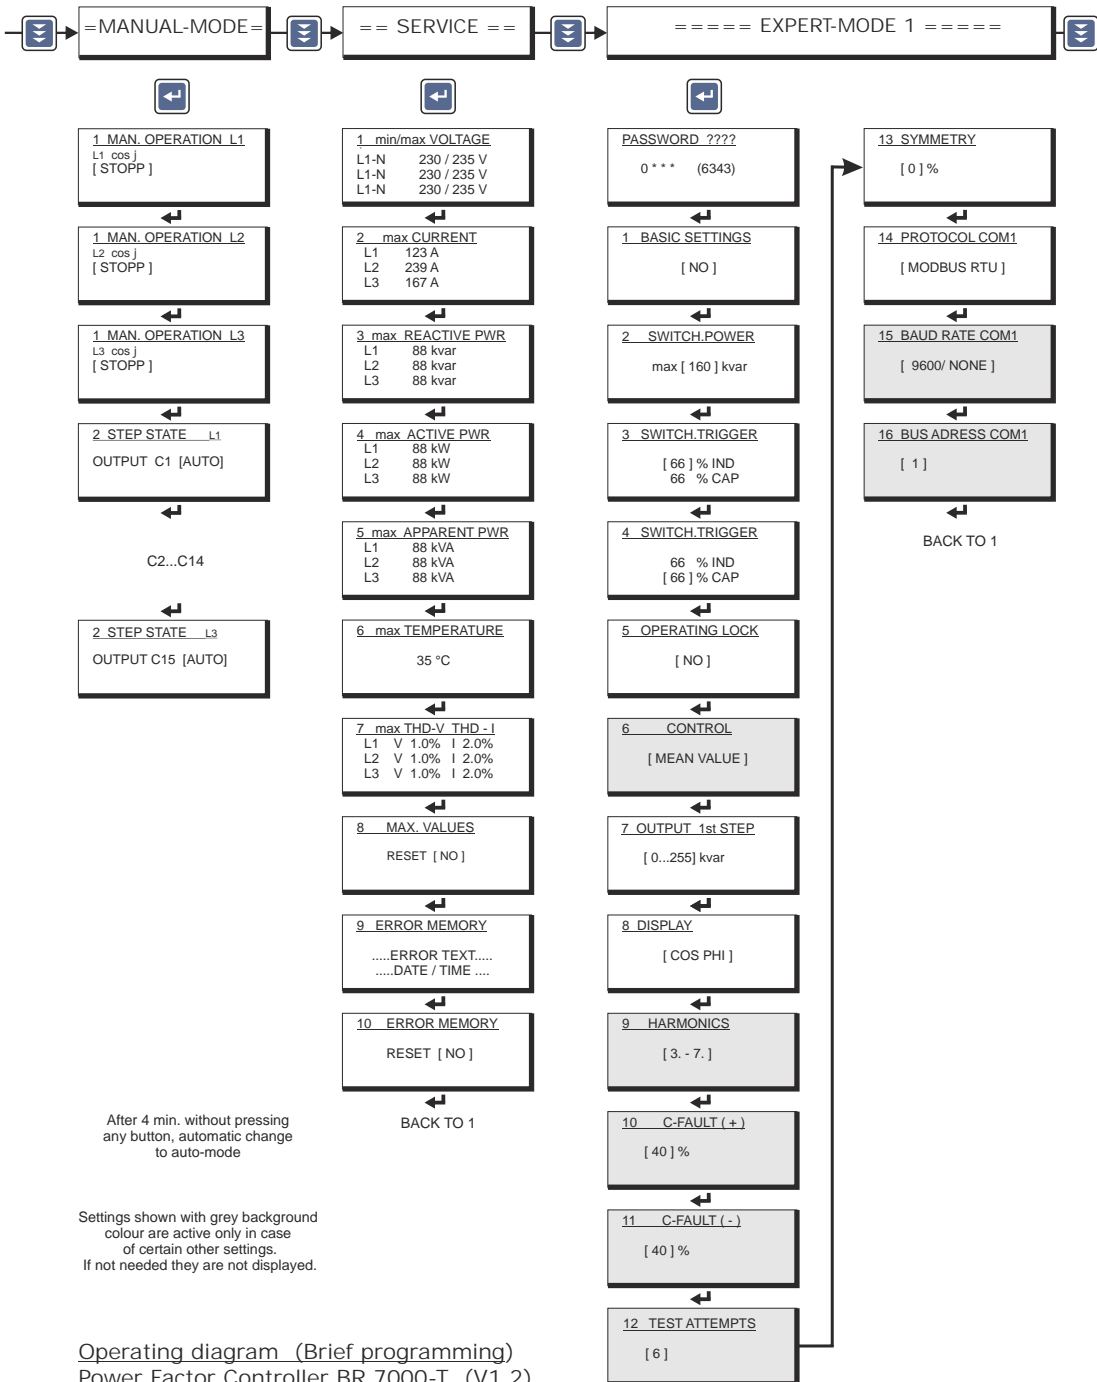 =MANUAL-MODE=
== SERVICE ==
===== EXPERT-MODE 1 =====
1 MAN. OPERATION L1
L1 cos j
[ STOPP ]
1 MAN. OPERATION L2
L2 cos j
[ STOPP ]
1 MAN. OPERATION L3
L3 cos j
[ STOPP ]
2 STEP STATE L1
OUTPUT C1 [AUTO]
C2...C14
2 STEP STATE L3
OUTPUT C15 [AUTO]
After 4 min. without pressing
any button, automatic change
to auto-mode
Settings shown with grey background
colour are active only in case
of certain other settings.
If not needed they are not displayed.
1 min/max VOLTAGE
L1-N 230 / 235 V
L1-N 230 / 235 V
L1-N 230 / 235 V
2 max CURRENT
L1 123 A
L2 239 A
L3 167 A
3 max REACTIVE PWR
L1 88 kvar
L2 88 kvar
L3 88 kvar
4 max ACTIVE PWR
L1 88 kW
L2 88 kW
L3 88 kW
5 max APPARENT PWR
L1 88 kVA
L2 88 kVA
L3 88 kVA
6 max TEMPERATURE
35 °C
7 max THD-V THD - I
L1 V 1.0% I 2.0%
L2 V 1.0% I 2.0%
L3 V 1.0% I 2.0%
8 MAX. VALUES
RESET [ NO ]
9 ERROR MEMORY
.....ERROR TEXT.....
.....DATE / TIME ....
10 ERROR MEMORY
RESET [ NO ]
BACK TO 1
PASSWORD ????
0 * * * (6343)
1 BASIC SETTINGS
[ NO ]
2 SWITCH.POWER
max [ 160 ] kvar
3 SWITCH.TRIGGER
[ 66 ] % IND
66 % CAP
4 SWITCH.TRIGGER
66 % IND
[ 66 ] % CAP
5 OPERATING LOCK
[ NO ]
6 CONTROL
[ MEAN VALUE ]
7 OUTPUT 1st STEP
[ 0...255] kvar
8 DISPLAY
[ COS PHI ]
9 HARMONICS
[ 3. - 7. ]
10 C-FAULT ( + )
[ 40 ] %
11 C-FAULT ( - )
[ 40 ] %
12 TEST ATTEMPTS
[ 6 ]
13 SYMMETRY
[ 0 ] %
14 PROTOCOL COM1
[ MODBUS RTU ]
15 BAUD RATE COM1
[ 9600/ NONE ]
16 BUS ADRESS COM1
[ 1 ]
BACK TO 1
Operating diagram (Brief programming)
Power Factor Controller BR 7000-T (V1.2)